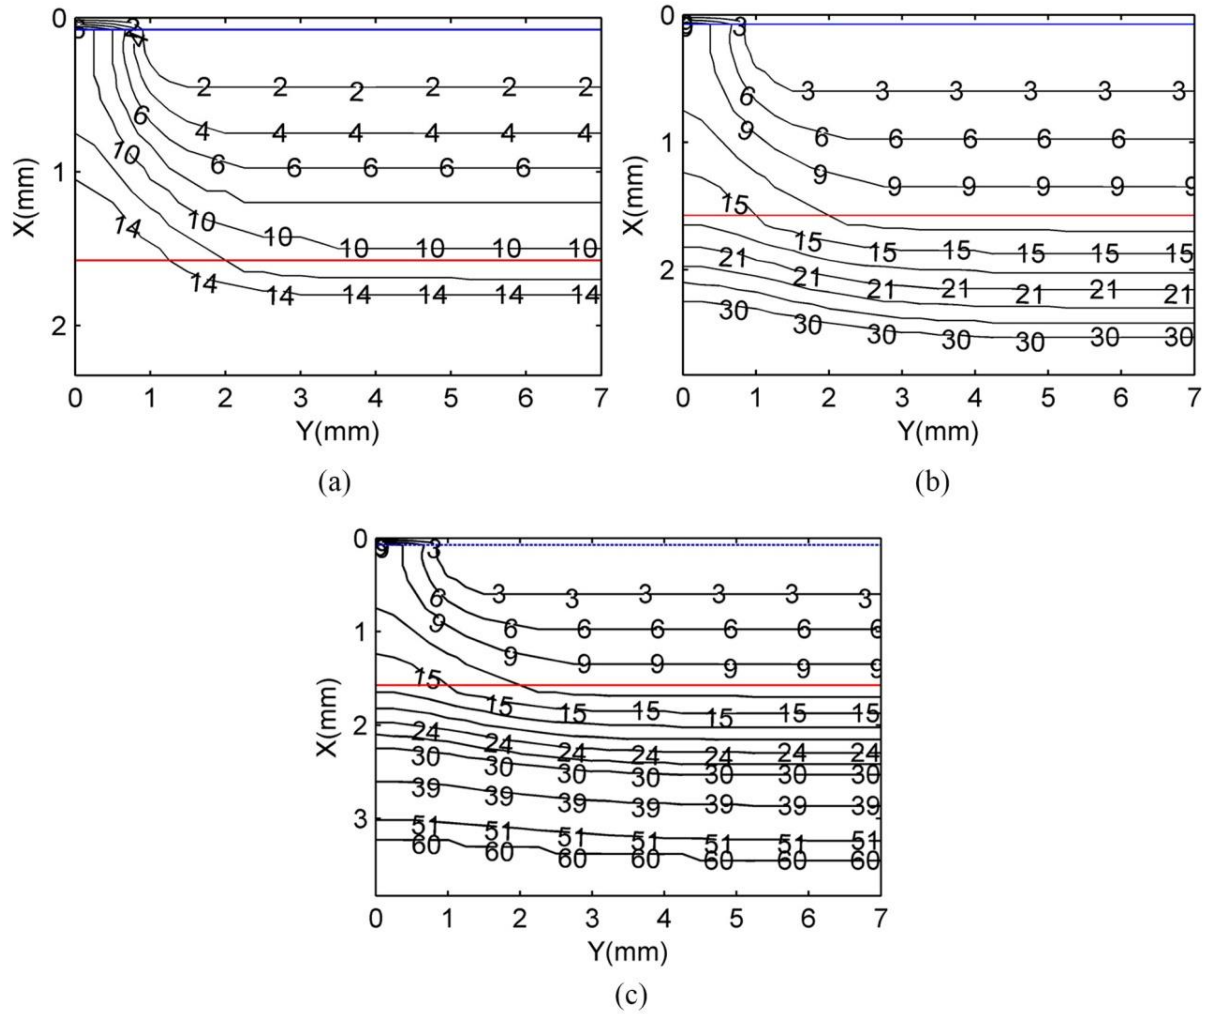 0
2
4
2 2 2 2 2 2
6
4 4 4 4 4 4
X(mm)
10
6 6 6 6 6
1
14
10 10 10 10 10 10
14 14 14 14 14 14
2
0 1 2 3 4 5 6 7
Y(mm)
(a)
0
9 3
3 3 3 3 3 3
6
9
1
6 6 6 6 6
9 9 9 9 9 9
X(mm)
15
15 15 15 15 15 15
2
21 21 21 21 21 21 21
30 30 30 30 30 30 30
0 1 2 3 4 5 6 7
Y(mm)
(b)
0
9 3
3 3 3 3 3 3
6
9
1
6 6 6 6 6 6
9 9 9 9 9 9
15
15 15 15 15 15 15
X(mm)
2
24 24 24 24 24 24 24
30 30 30 30 30 30 30
39 39 39 39 39 39 39
3
51 51 51 51 51 51 51
60 60 60 60 60 60 60
0 1 2 3 4 5 6 7
Y(mm)
(c)